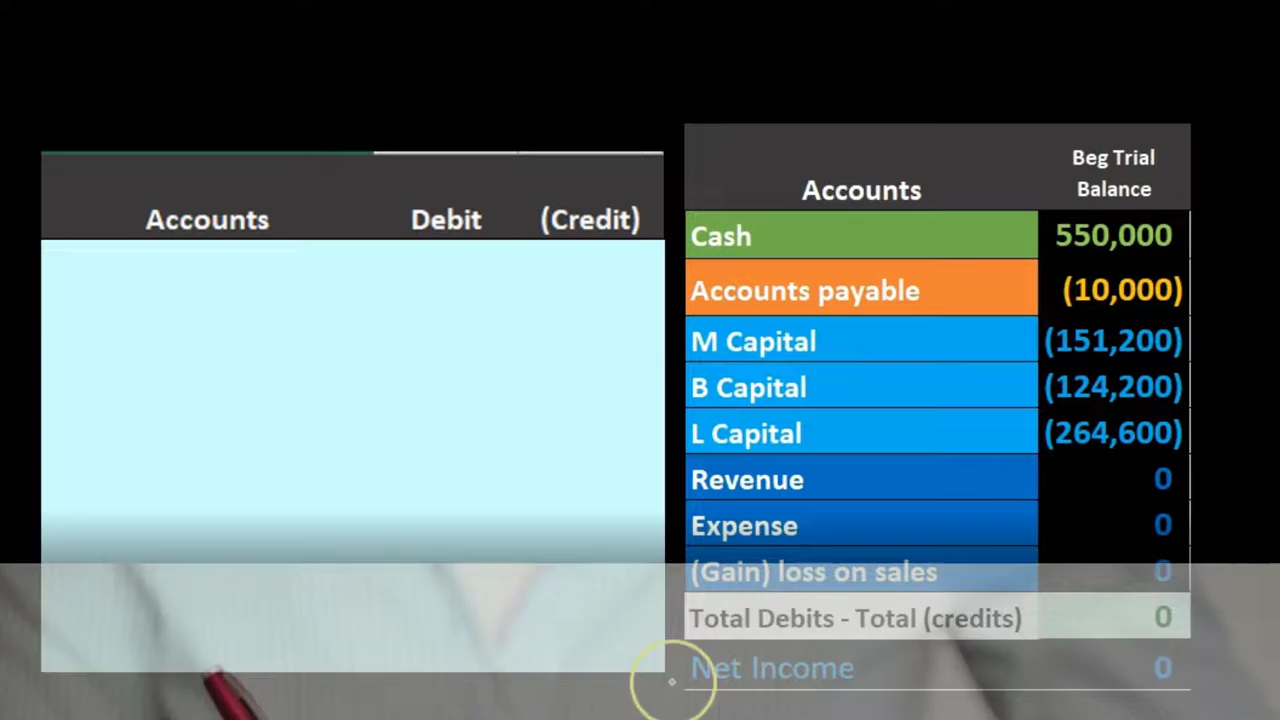 Accounts Debit (Credit)
Accounts Beg Trial Balance
Cash 550,000
Accounts payable (10,000)
M Capital (151,200)
B Capital (124,200)
L Capital (264,600)
Revenue 0
Expense 0
(Gain) loss on sales 0
Total Debits - Total (credits) 0
Net Income 0